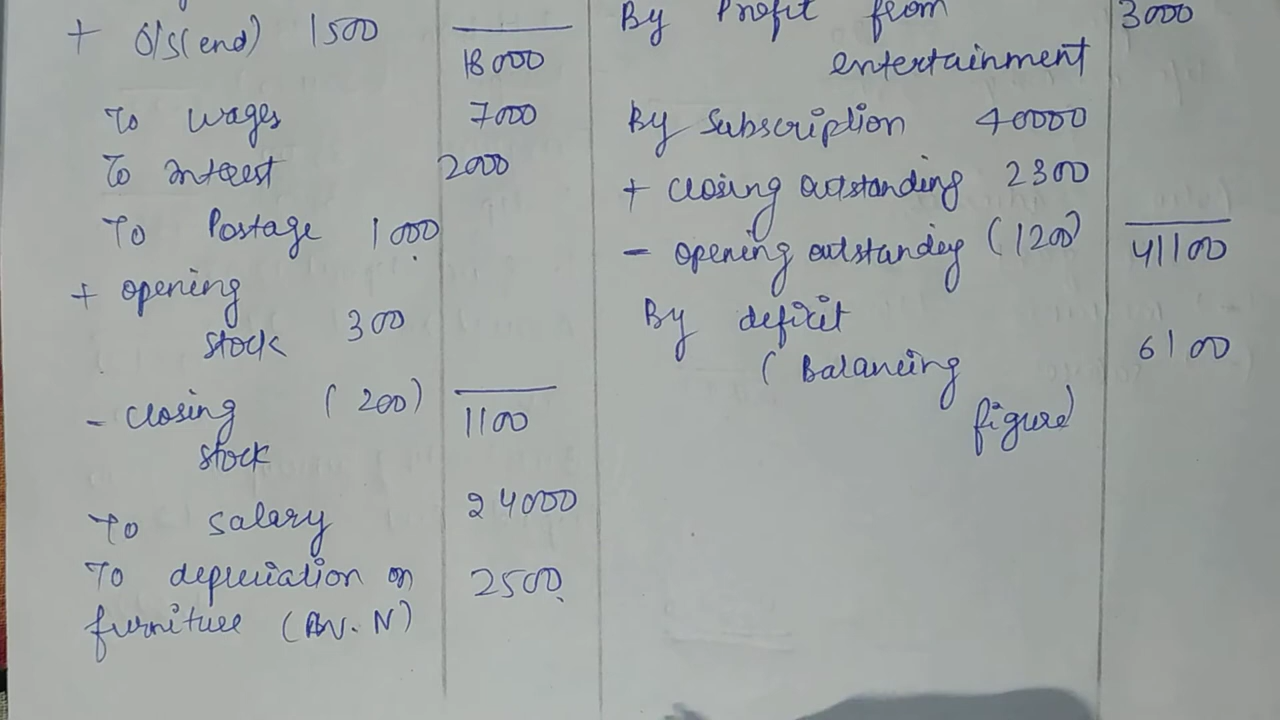 + O/S(end) 1500
18000
To wages 7000
To Interest 2000
To Postage 1000
+ opening
stock 300
- closing (200) 1100
stock
To salary 24000
To depreciation on 2500
furniture (BV.N)
By Profit from 3000
entertainment
By Subscription 40000
+ closing outstanding 2300
- opening outstanding (1200) 41100
By deficit
(Balancing 6100
figure)